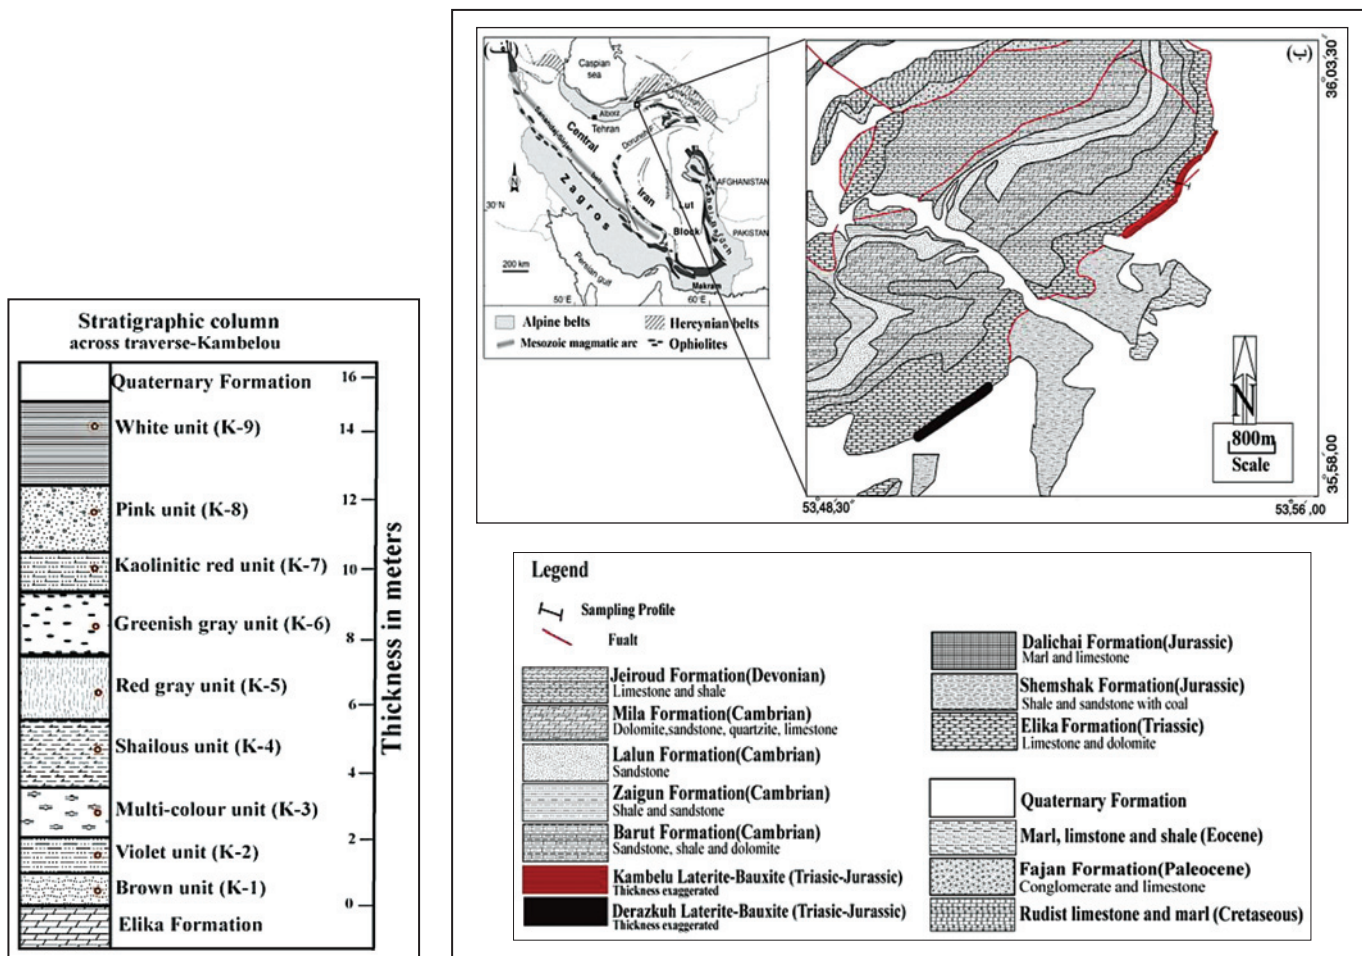 Stratigraphic column
across traverse-Kambelou
Quaternary Formation
White unit (K-9)
Pink unit (K-8)
Kaolinitic red unit (K-7)
Greenish gray unit (K-6)
Red gray unit (K-5)
Shailous unit (K-4)
Multi-colour unit (K-3)
Violet unit (K-2)
Brown unit (K-1)
Elika Formation
16
14
12
10
8
6
4
2
0
Thickness in meters
(الف)
Caspian
sea
Alborz
Tehran
Central
Iran
Zagros
Lut
Block
AFGHANISTAN
PAKISTAN
Makram
Persian gulf
30°N
N
200 km
50°E
60°E
Alpine belts
Hereynian belts
Mesozoic magmatic arc
Ophiolites
(ب)
36,03,30
35,58,00
53,48,30
53,56,00
N
800m
Scale
Legend
Sampling Profile
Fualt
Jeiroud Formation(Devonian)
Limestone and shale
Mila Formation(Cambrian)
Dolomite,sandstone, quartzite, limestone
Lalun Formation(Cambrian)
Sandstone
Zaigun Formation(Cambrian)
Shale and sandstone
Barut Formation(Cambrian)
Sandstone, shale and dolomite
Kambelu Laterite-Bauxite (Triasic-Jurassic)
Thickness exaggerated
Derazkuh Laterite-Bauxite (Triasic-Jurassic)
Thickness exaggerated
Dalichai Formation(Jurassic)
Marl and limestone
Shemshak Formation(Jurassic)
Shale and sandstone with coal
Elika Formation(Triassic)
Limestone and dolomite
Quaternary Formation
Marl, limstone and shale (Eocene)
Fajan Formation(Paleocene)
Conglomerate and limestone
Rudist limestone and marl (Cretaseous)